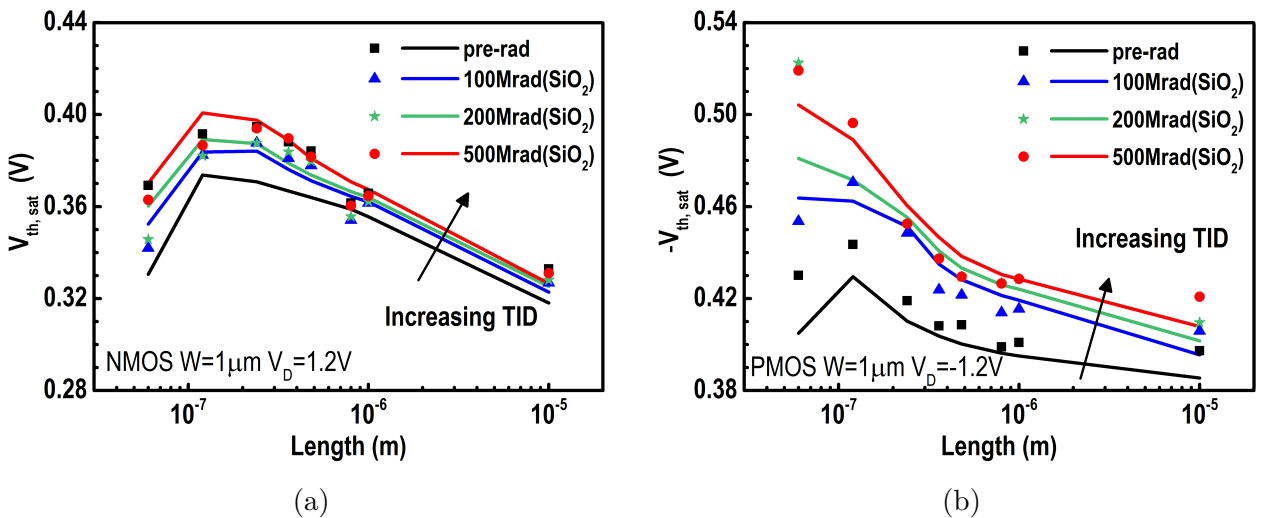 0.44
0.40
0.36
0.32
0.28
V_th, sat (V)
pre-rad
100Mrad(SiO₂)
200Mrad(SiO₂)
500Mrad(SiO₂)
Increasing TID
NMOS W=1μm V_D=1.2V
10⁻⁷
10⁻⁶
10⁻⁵
Length (m)
(a)
0.54
0.50
0.46
0.42
0.38
-V_th, sat (V)
pre-rad
100Mrad(SiO₂)
200Mrad(SiO₂)
500Mrad(SiO₂)
Increasing TID
PMOS W=1μm V_D=-1.2V
10⁻⁷
10⁻⁶
10⁻⁵
Length (m)
(b)